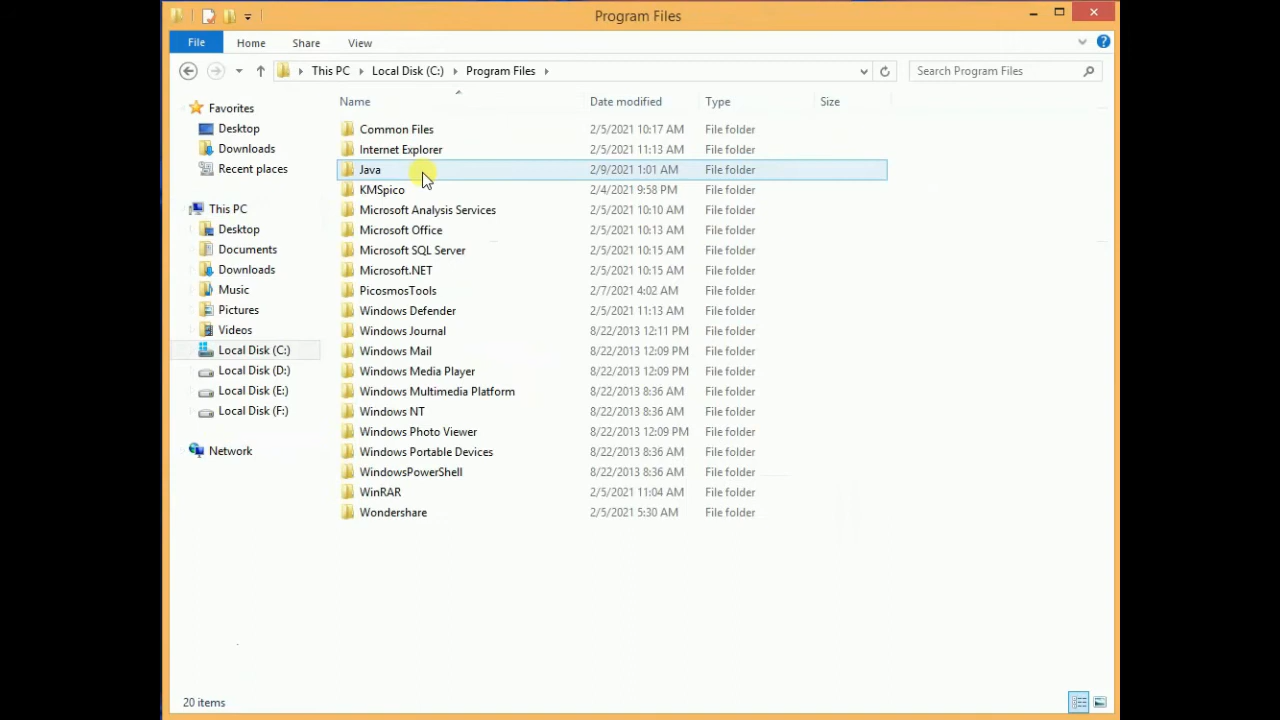 Program Files
File Home Share View
This PC Local Disk (C:) Program Files Search Program Files
Name Date modified Type Size
Favorites
Desktop
Downloads
Recent places
This PC
Desktop
Documents
Downloads
Music
Pictures
Videos
Local Disk (C:)
Local Disk (D:)
Local Disk (E:)
Local Disk (F:)
Network
Common Files 2/5/2021 10:17 AM File folder
Internet Explorer 2/5/2021 11:13 AM File folder
Java 2/9/2021 1:01 AM File folder
KMSpico 2/4/2021 9:58 PM File folder
Microsoft Analysis Services 2/5/2021 10:10 AM File folder
Microsoft Office 2/5/2021 10:13 AM File folder
Microsoft SQL Server 2/5/2021 10:15 AM File folder
Microsoft.NET 2/5/2021 10:15 AM File folder
PicosmosTools 2/7/2021 4:02 AM File folder
Windows Defender 2/5/2021 11:13 AM File folder
Windows Journal 8/22/2013 12:11 PM File folder
Windows Mail 8/22/2013 12:09 PM File folder
Windows Media Player 8/22/2013 12:09 PM File folder
Windows Multimedia Platform 8/22/2013 8:36 AM File folder
Windows NT 8/22/2013 8:36 AM File folder
Windows Photo Viewer 8/22/2013 12:09 PM File folder
Windows Portable Devices 8/22/2013 8:36 AM File folder
WindowsPowerShell 8/22/2013 8:36 AM File folder
WinRAR 2/5/2021 11:04 AM File folder
Wondershare 2/5/2021 5:30 AM File folder
20 items